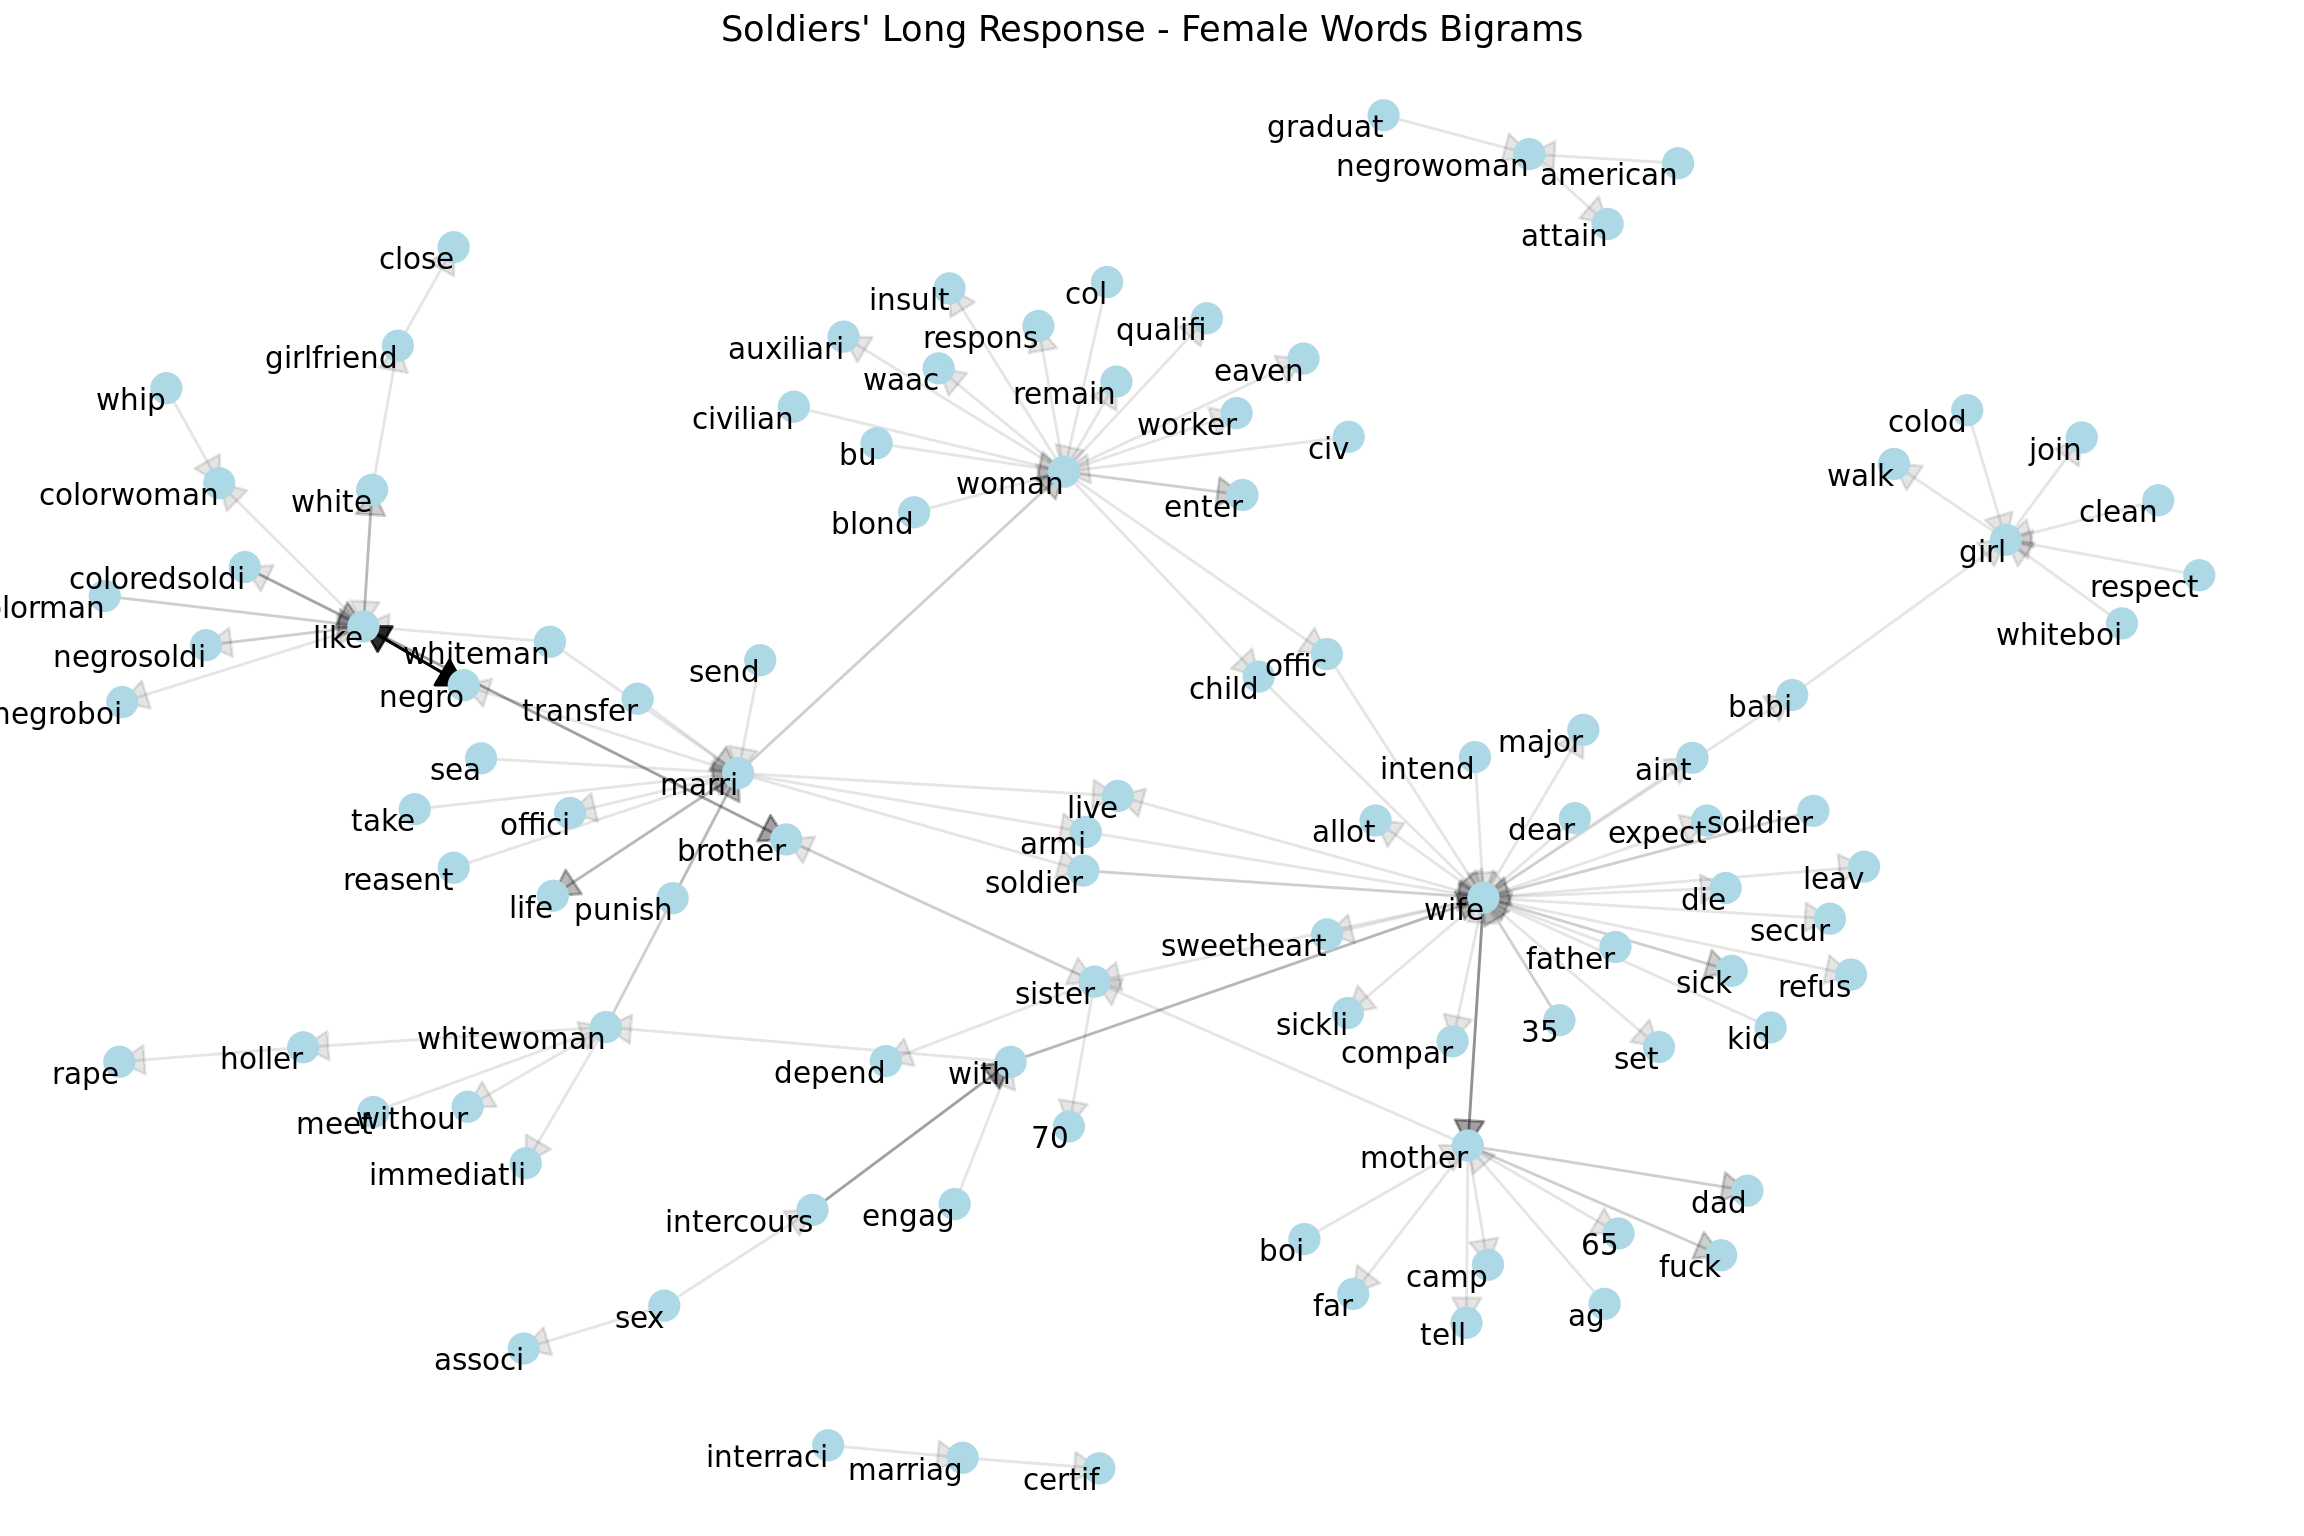 Soldiers' Long Response - Female Words Bigrams
graduat
negrowoman
american
attain
close
insult
col
respons
qualifi
auxiliari
girlfriend
eaven
waac
remain
whip
civilian
worker
colod
join
bu
civ
walk
woman
colorwoman
white
enter
clean
blond
girl
coloredsoldi
respect
lorman
like
whiteboi
whiteman
negrosoldi
offic
send
child
negro
babi
transfer
negroboi
major
sea
intend
aint
marri
live
take
offici
allot
dear
expect
soildier
armi
brother
reasent
soldier
leav
life
punish
wife
die
secur
sweetheart
father
sick
refus
sister
sickli
35
kid
whitewoman
compar
set
holler
rape
depend
with
meet
withour
70
mother
immediatli
dad
intercours
engag
boi
65
fuck
camp
far
ag
sex
tell
associ
interraci
marriag
certif